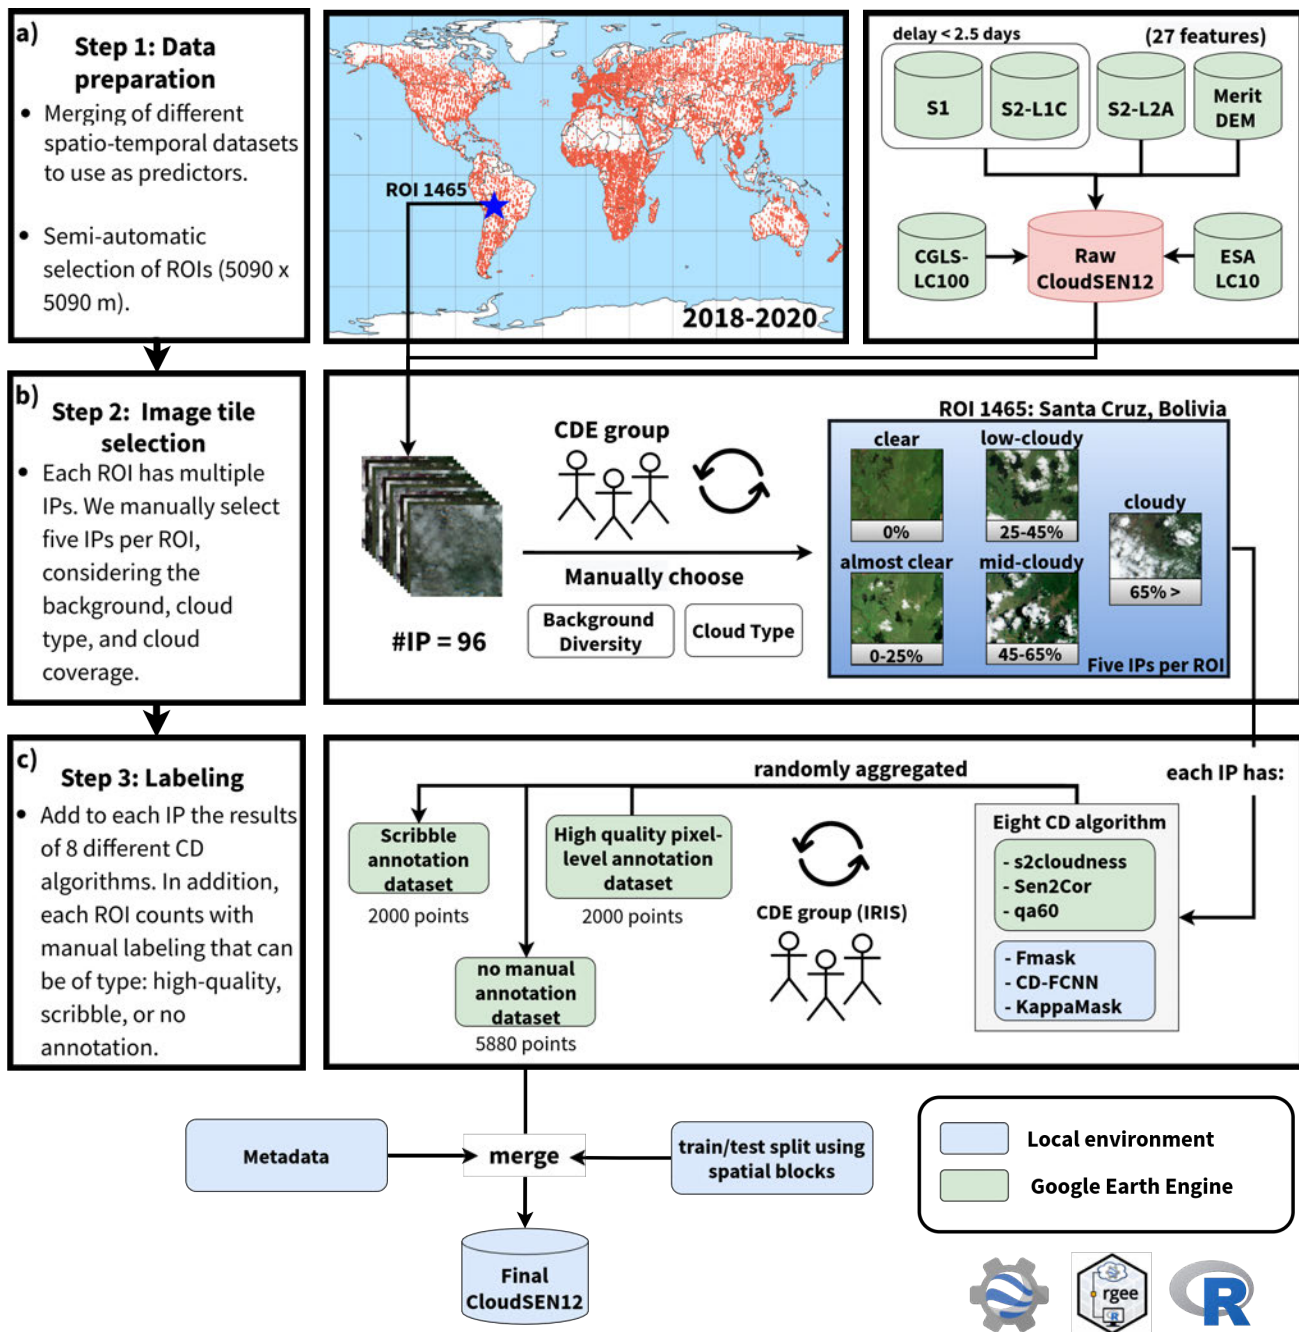 a)
Step 1: Data
preparation
• Merging of different
spatio-temporal datasets
to use as predictors.
• Semi-automatic
selection of ROIs (5090 x
5090 m).
ROI 1465
2018-2020
delay < 2.5 days
(27 features)
S1
S2-L1C
S2-L2A
Merit
DEM
CGLS-
LC100
Raw
CloudSEN12
ESA
LC10
b)
Step 2: Image tile
selection
• Each ROI has multiple
IPs. We manually select
five IPs per ROI,
considering the
background, cloud
type, and cloud
coverage.
#IP = 96
CDE group
Manually choose
Background
Diversity
Cloud Type
ROI 1465: Santa Cruz, Bolivia
clear
0%
low-cloudy
25-45%
cloudy
65% >
almost clear
0-25%
mid-cloudy
45-65%
Five IPs per ROI
c)
Step 3: Labeling
• Add to each IP the results
of 8 different CD
algorithms. In addition,
each ROI counts with
manual labeling that can
be of type: high-quality,
scribble, or no
annotation.
randomly aggregated
each IP has:
Scribble
annotation
dataset
2000 points
High quality pixel-
level annotation
dataset
2000 points
no manual
annotation
dataset
5880 points
CDE group (IRIS)
Eight CD algorithm
- s2cloudness
- Sen2Cor
- qa60
- Fmask
- CD-FCNN
- KappaMask
Metadata
merge
train/test split using
spatial blocks
Final
CloudSEN12
Local environment
Google Earth Engine
rgee
R
R